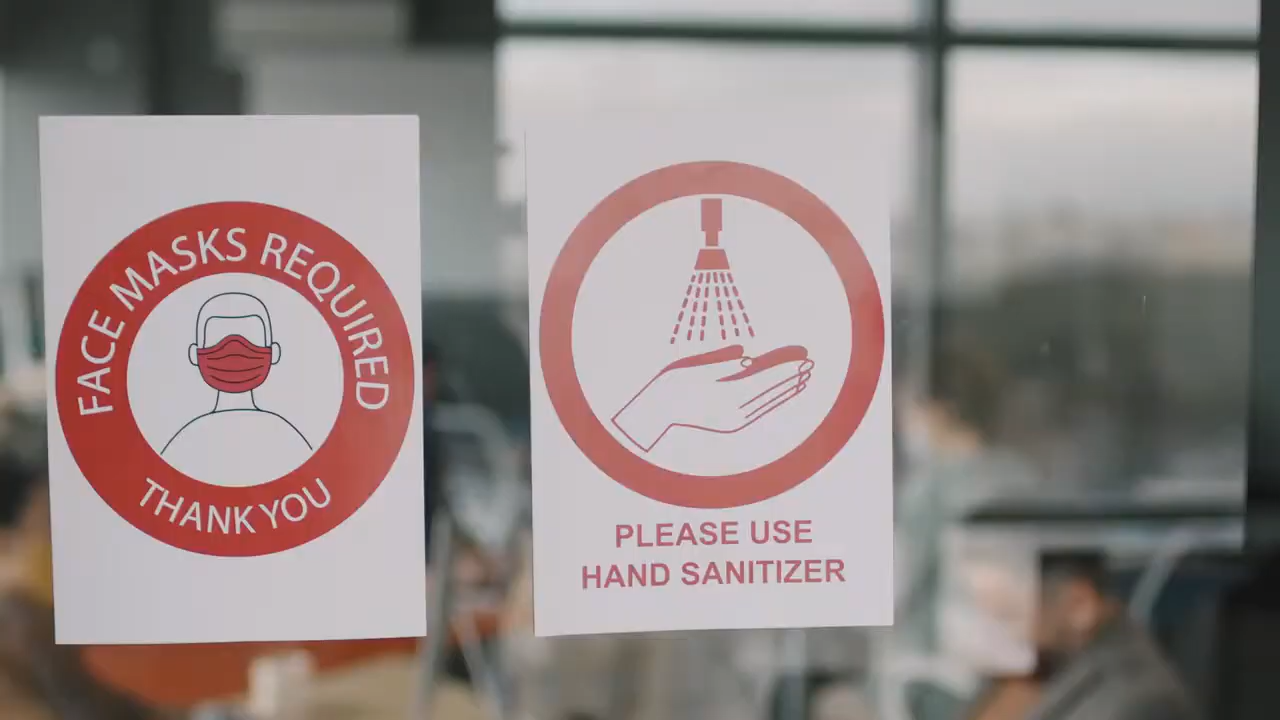 FACE MASKS REQUIRED
THANK YOU
PLEASE USE
HAND SANITIZER